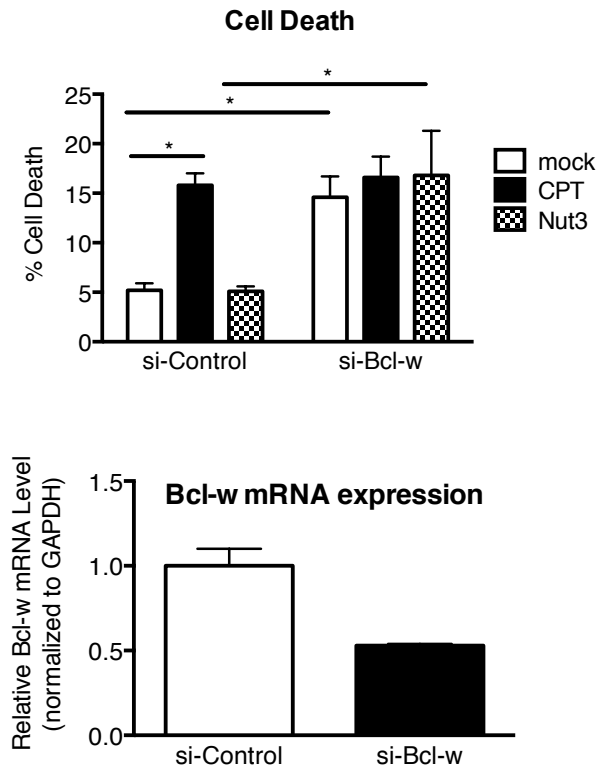 Cell Death
*
*
*
25
20
15
10
5
0
% Cell Death
si-Control
si-Bcl-w
mock
CPT
Nut3
Bcl-w mRNA expression
Relative Bcl-w mRNA Level
(normalized to GAPDH)
1.5
1.0
0.5
0.0
si-Control
si-Bcl-w